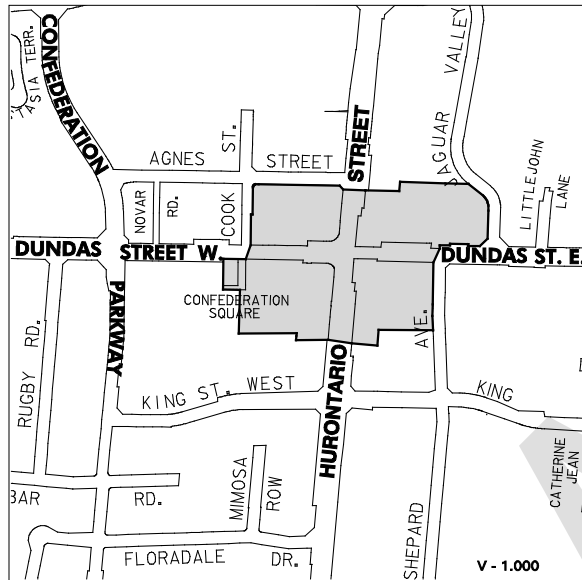 ASIA TERR.
CONFEDERATION
PARKWAY
AGNES STREET
NOVAR
RD.
COOK ST.
HURONTARIO STREET
JAGUAR VALLEY
LITTLEJOHN
LANE
DUNDAS STREET W.
DUNDAS ST. E.
CONFEDERATION
SQUARE
SHEPARD AVE.
KING ST. WEST
KING
RUGBY RD.
BAR RD.
MIMOSA
ROW
CATHERINE
JEAN
FLORADALE DR.
V - 1.000